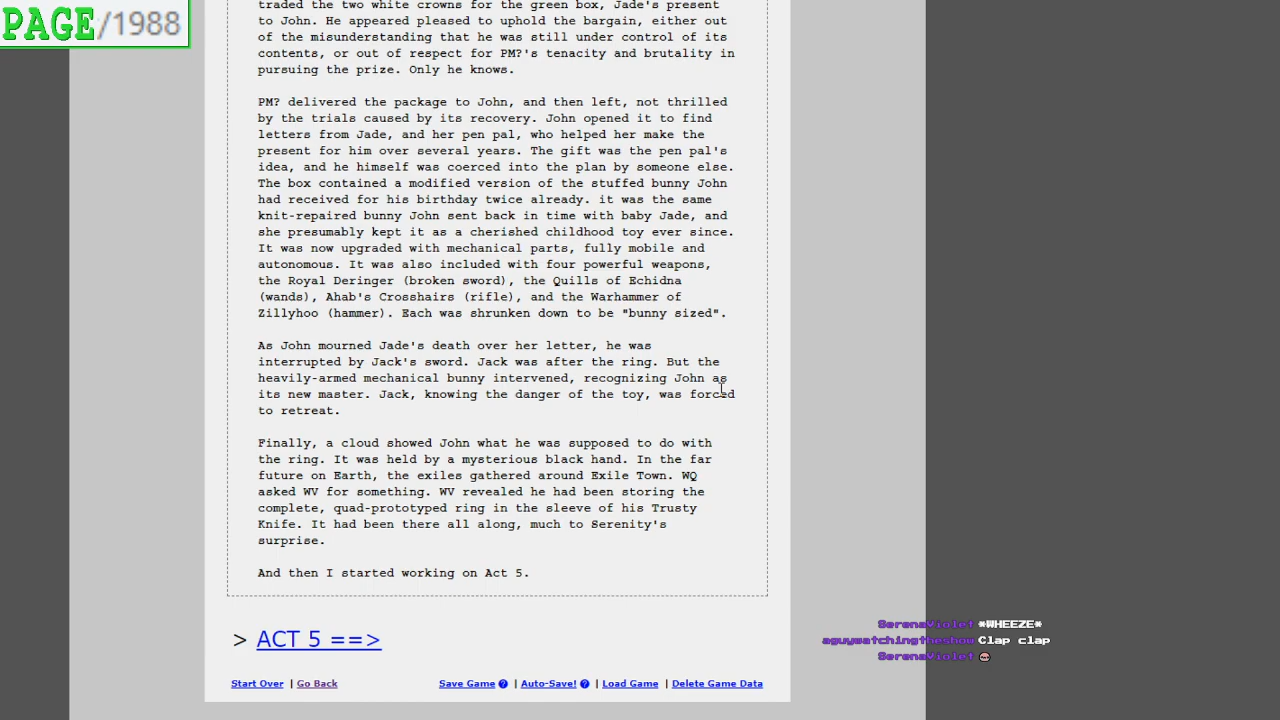 PAGE/1988
traded the two white crowns for the green box, Jade's present
to John. He appeared pleased to uphold the bargain, either out
of the misunderstanding that he was still under control of its
contents, or out of respect for PM?'s tenacity and brutality in
pursuing the prize. Only he knows.
PM? delivered the package to John, and then left, not thrilled
by the trials caused by its recovery. John opened it to find
letters from Jade, and her pen pal, who helped her make the
present for him over several years. The gift was the pen pal's
idea, and he himself was coerced into the plan by someone else.
The box contained a modified version of the stuffed bunny John
had received for his birthday twice already. it was the same
knit-repaired bunny John sent back in time with baby Jade, and
she presumably kept it as a cherished childhood toy ever since.
It was now upgraded with mechanical parts, fully mobile and
autonomous. It was also included with four powerful weapons,
the Royal Deringer (broken sword), the Quills of Echidna
(wands), Ahab's Crosshairs (rifle), and the Warhammer of
Zillyhoo (hammer). Each was shrunken down to be "bunny sized".
As John mourned Jade's death over her letter, he was
interrupted by Jack's sword. Jack was after the ring. But the
heavily-armed mechanical bunny intervened, recognizing John as
its new master. Jack, knowing the danger of the toy, was forced
to retreat.
Finally, a cloud showed John what he was supposed to do with
the ring. It was held by a mysterious black hand. In the far
future on Earth, the exiles gathered around Exile Town. WQ
asked WV for something. WV revealed he had been storing the
complete, quad-prototyped ring in the sleeve of his Trusty
Knife. It had been there all along, much to Serenity's
surprise.
And then I started working on Act 5.
> ACT 5 ==>
Start Over | Go Back Save Game ? | Auto-Save! ? | Load Game | Delete Game Data
SerenaViolet *WHEEZE*
aguywatchingtheshow Clap clap
SerenaViolet